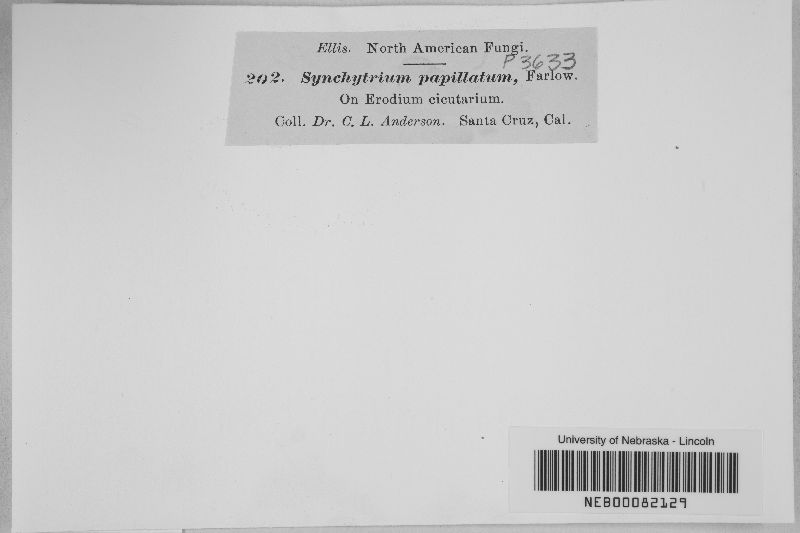 Ellis. North American Fungi.
P3633
202. Synchytrium papillatum, Farlow.
On Erodium cicutarium.
Coll. Dr. C. L. Anderson. Santa Cruz, Cal.
University of Nebraska - Lincoln
NEB00082129